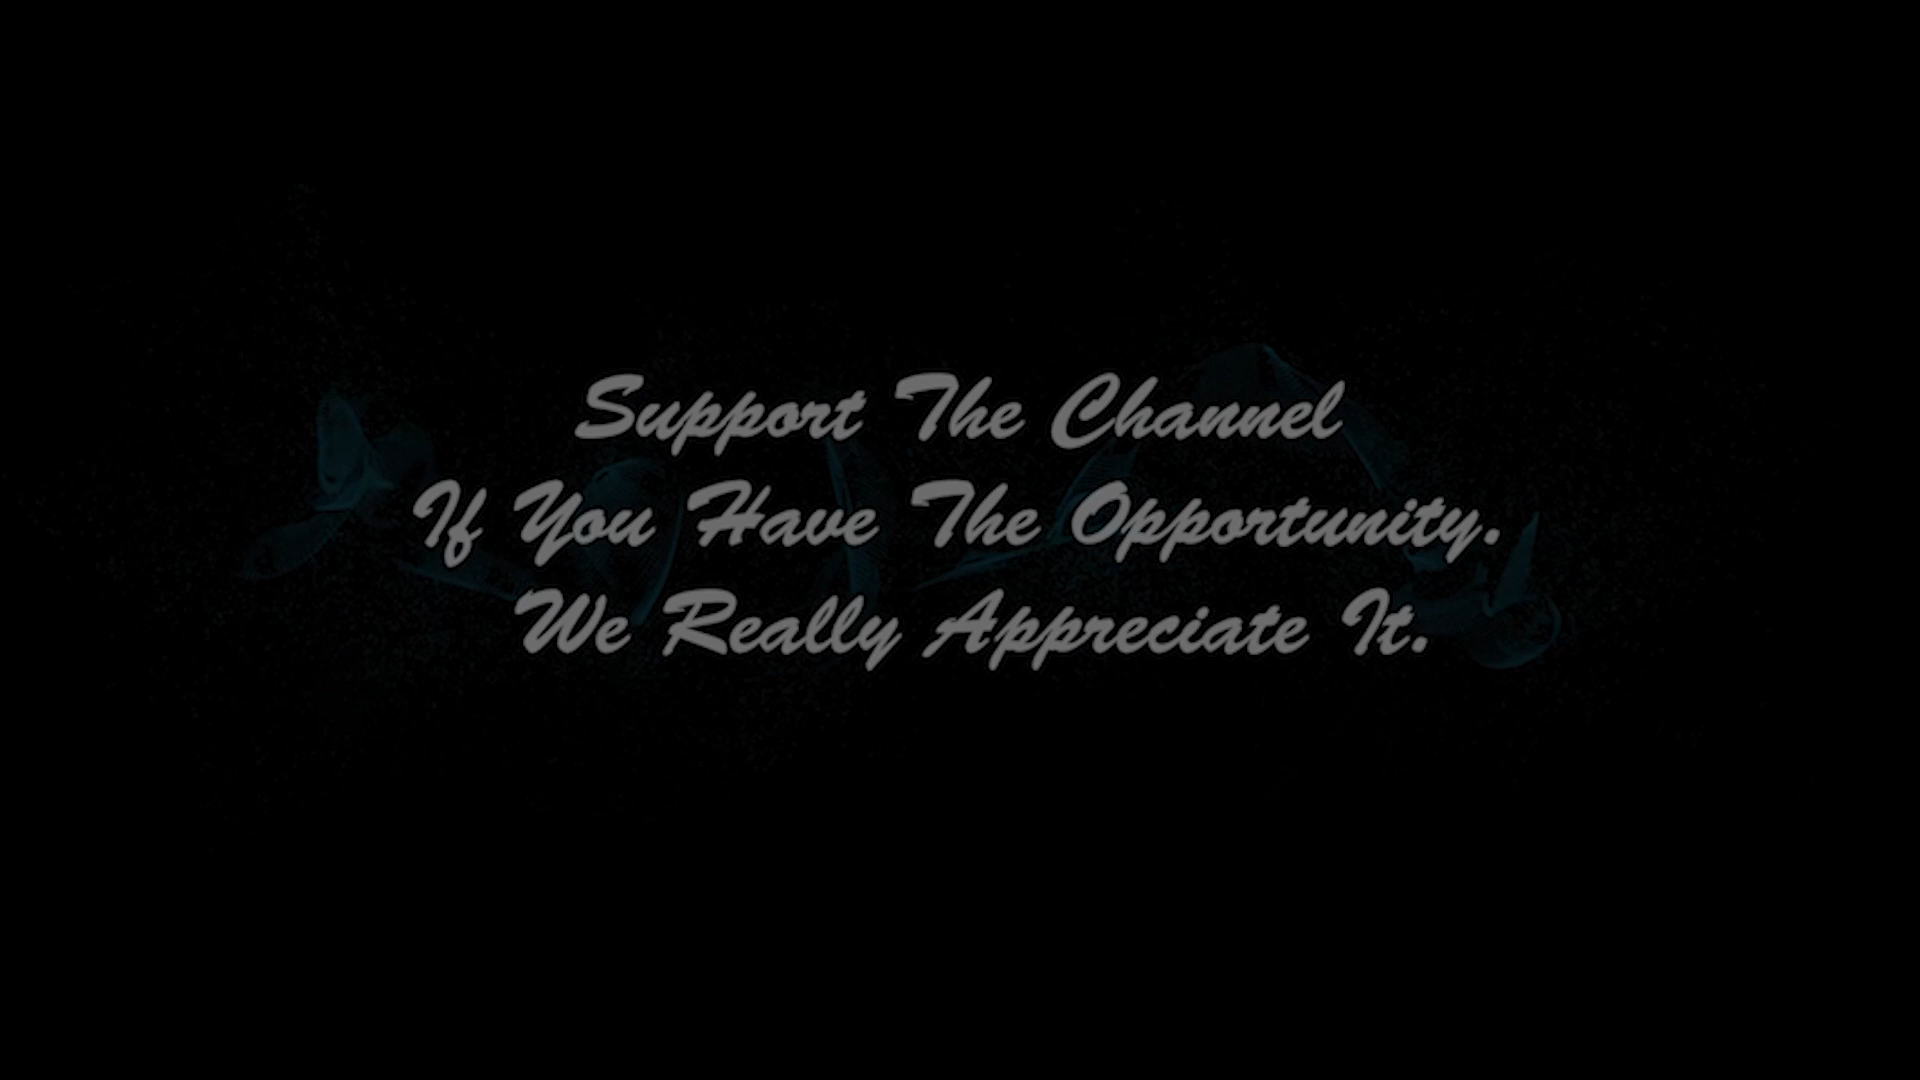 Support The Channel
If You Have The Opportunity.
We Really Appreciate It.